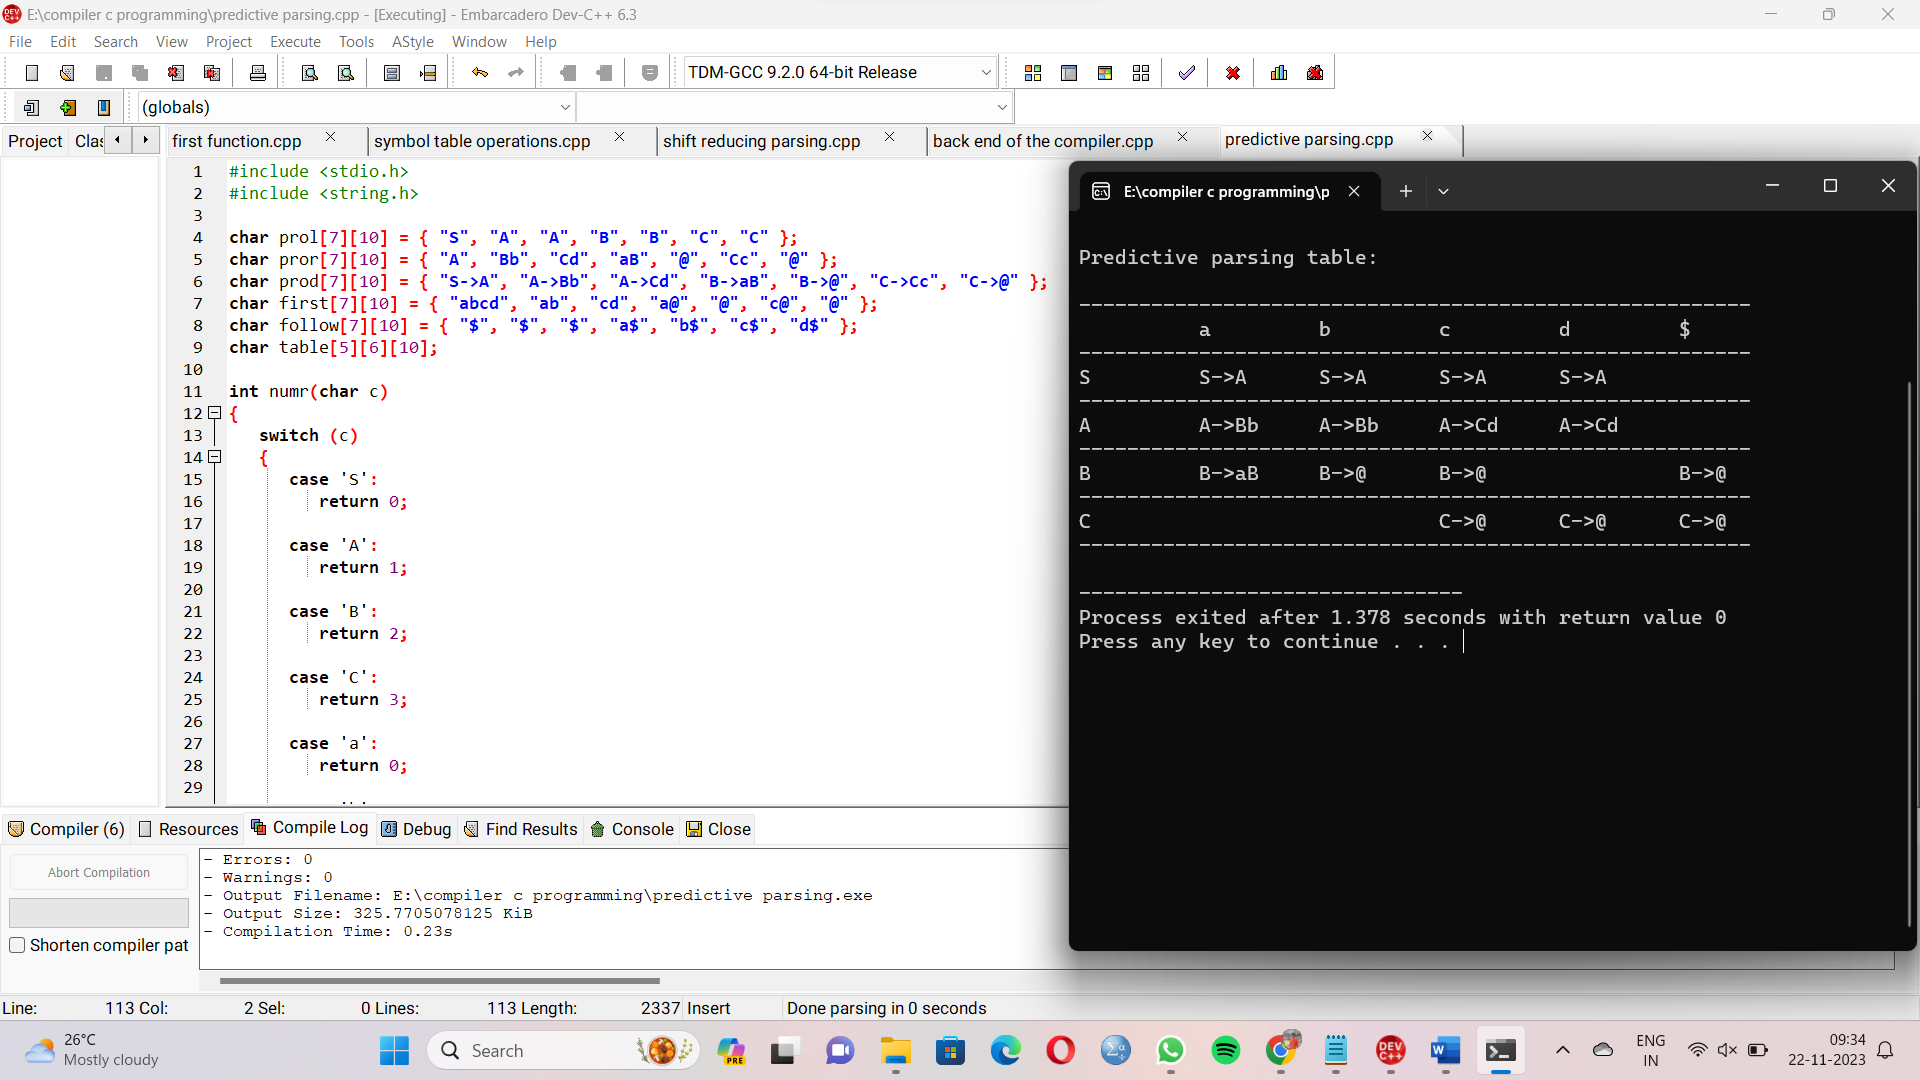 E:\compiler c programming\predictive parsing.cpp - [Executing] - Embarcadero Dev-C++ 6.3
File Edit Search View Project Execute Tools AStyle Window Help
TDM-GCC 9.2.0 64-bit Release
(globals)
Project Clas first function.cpp symbol table operations.cpp shift reducing parsing.cpp back end of the compiler.cpp predictive parsing.cpp
1 #include <stdio.h>
2 #include <string.h>
3
4 char prol[7][10] = { "S", "A", "A", "B", "B", "C", "C" };
5 char pror[7][10] = { "A", "Bb", "Cd", "aB", "@", "Cc", "@" };
6 char prod[7][10] = { "S->A", "A->Bb", "A->Cd", "B->aB", "B->@", "C->Cc", "C->@" };
7 char first[7][10] = { "abcd", "ab", "cd", "a@", "@", "c@", "@" };
8 char follow[7][10] = { "$", "$", "$", "a$", "b$", "c$", "d$" };
9 char table[5][6][10];
10
11 int numr(char c)
12 {
13 switch (c)
14 {
15 case 'S':
16 return 0;
17
18 case 'A':
19 return 1;
20
21 case 'B':
22 return 2;
23
24 case 'C':
25 return 3;
26
27 case 'a':
28 return 0;
29
E:\compiler c programming\p
Predictive parsing table:
--------------------------------------------------------
a b c d $
--------------------------------------------------------
S S->A S->A S->A S->A
--------------------------------------------------------
A A->Bb A->Bb A->Cd A->Cd
--------------------------------------------------------
B B->aB B->@ B->@ B->@
--------------------------------------------------------
C C->@ C->@ C->@
--------------------------------------------------------
--------------------------------
Process exited after 1.378 seconds with return value 0
Press any key to continue . . .
Compiler (6) Resources Compile Log Debug Find Results Console Close
Abort Compilation
Shorten compiler pat
- Errors: 0
- Warnings: 0
- Output Filename: E:\compiler c programming\predictive parsing.exe
- Output Size: 325.7705078125 KiB
- Compilation Time: 0.23s
Line: 113 Col: 2 Sel: 0 Lines: 113 Length: 2337 Insert Done parsing in 0 seconds
26°C
Mostly cloudy
Search
PRE
DEV C++
ENG
IN
09:34
22-11-2023